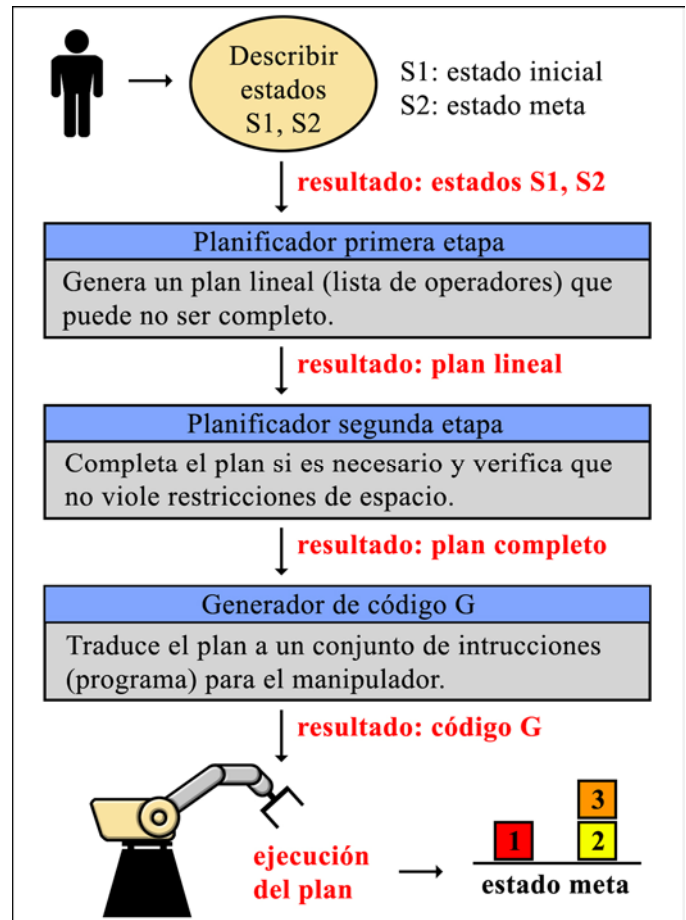 Describir
estados
S1, S2
S1: estado inicial
S2: estado meta
resultado: estados S1, S2
Planificador primera etapa
Genera un plan lineal (lista de operadores) que
puede no ser completo.
resultado: plan lineal
Planificador segunda etapa
Completa el plan si es necesario y verifica que
no viole restricciones de espacio.
resultado: plan completo
Generador de código G
Traduce el plan a un conjunto de intrucciones
(programa) para el manipulador.
resultado: código G
ejecución
del plan
3
1
2
estado meta